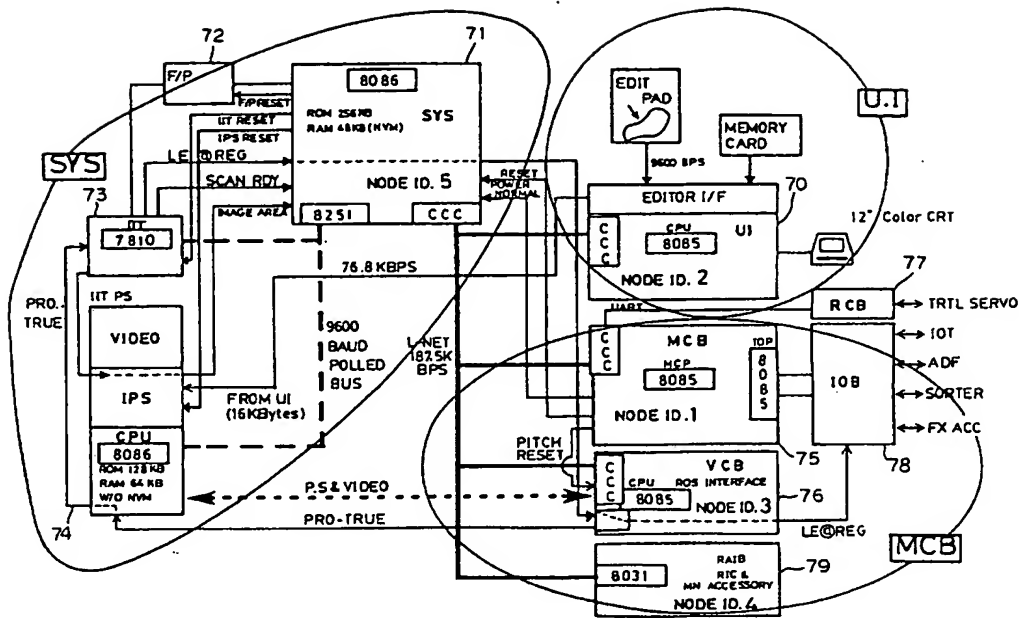 72
71
F/P
8086
F/P RESET
IIT RESET
IPS RESET
ROM 256KB
RAM 48KB (NVM)
SYS
SYS
LE@REG
SCAN RDY
IMAGE AREA
NODE ID. 5
8251
CCC
RESET
POWER NORMAL
73
IIT
7810
PRO-TRUE
IIT PS
VIDEO
IPS
CPU
8086
ROM 128KB
RAM 64 KB
W/O NVM
74
76.8 KBPS
FROM UI
(16KBytes)
9600
BAUD
POLLED
BUS
L-NET
187.5K
BPS
P.S & VIDEO
PRO-TRUE
EDIT
PAD
U.I
MEMORY
CARD
9600 BPS
EDITOR I/F
70
CCC
CPU
8085
UI
NODE ID. 2
12" Color CRT
77
RCB
TRTL SERVO
UART
CCC
MCB
MCP
8085
NODE ID.1
TOP
8085
75
IOB
78
IOT
ADF
SORTER
FX ACC
PITCH
RESET
CCC
VCB
CPU
ROS INTERFACE
8085
NODE ID.3
76
LE@REG
MCB
8031
RAIB
RIC &
MN ACCESSORY
NODE ID.4
79